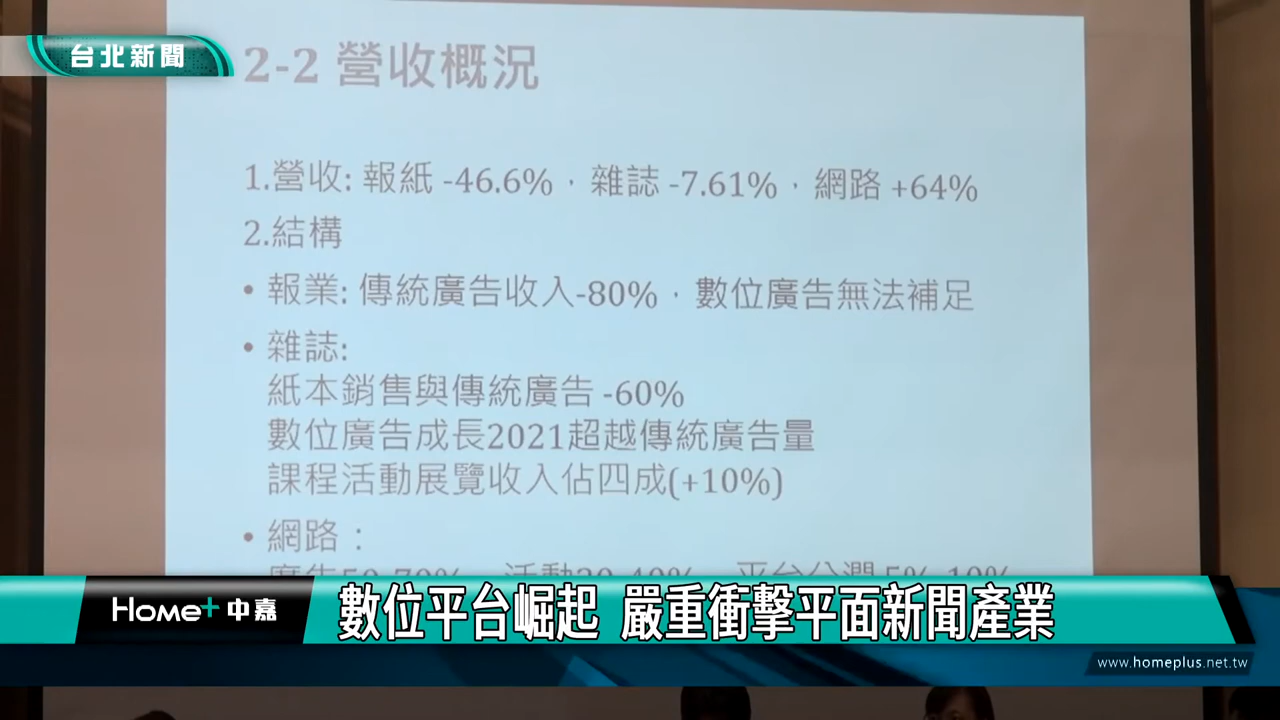 台北新聞
2-2 營收概況
1.營收: 報紙 -46.6%，雜誌 -7.61%，網路 +64%
2.結構
• 報業: 傳統廣告收入-80%，數位廣告無法補足
• 雜誌:
紙本銷售與傳統廣告 -60%
數位廣告成長2021超越傳統廣告量
課程活動展覽收入佔四成(+10%)
• 網路：
Home+ 中嘉
數位平台崛起 嚴重衝擊平面新聞產業
www.homeplus.net.tw